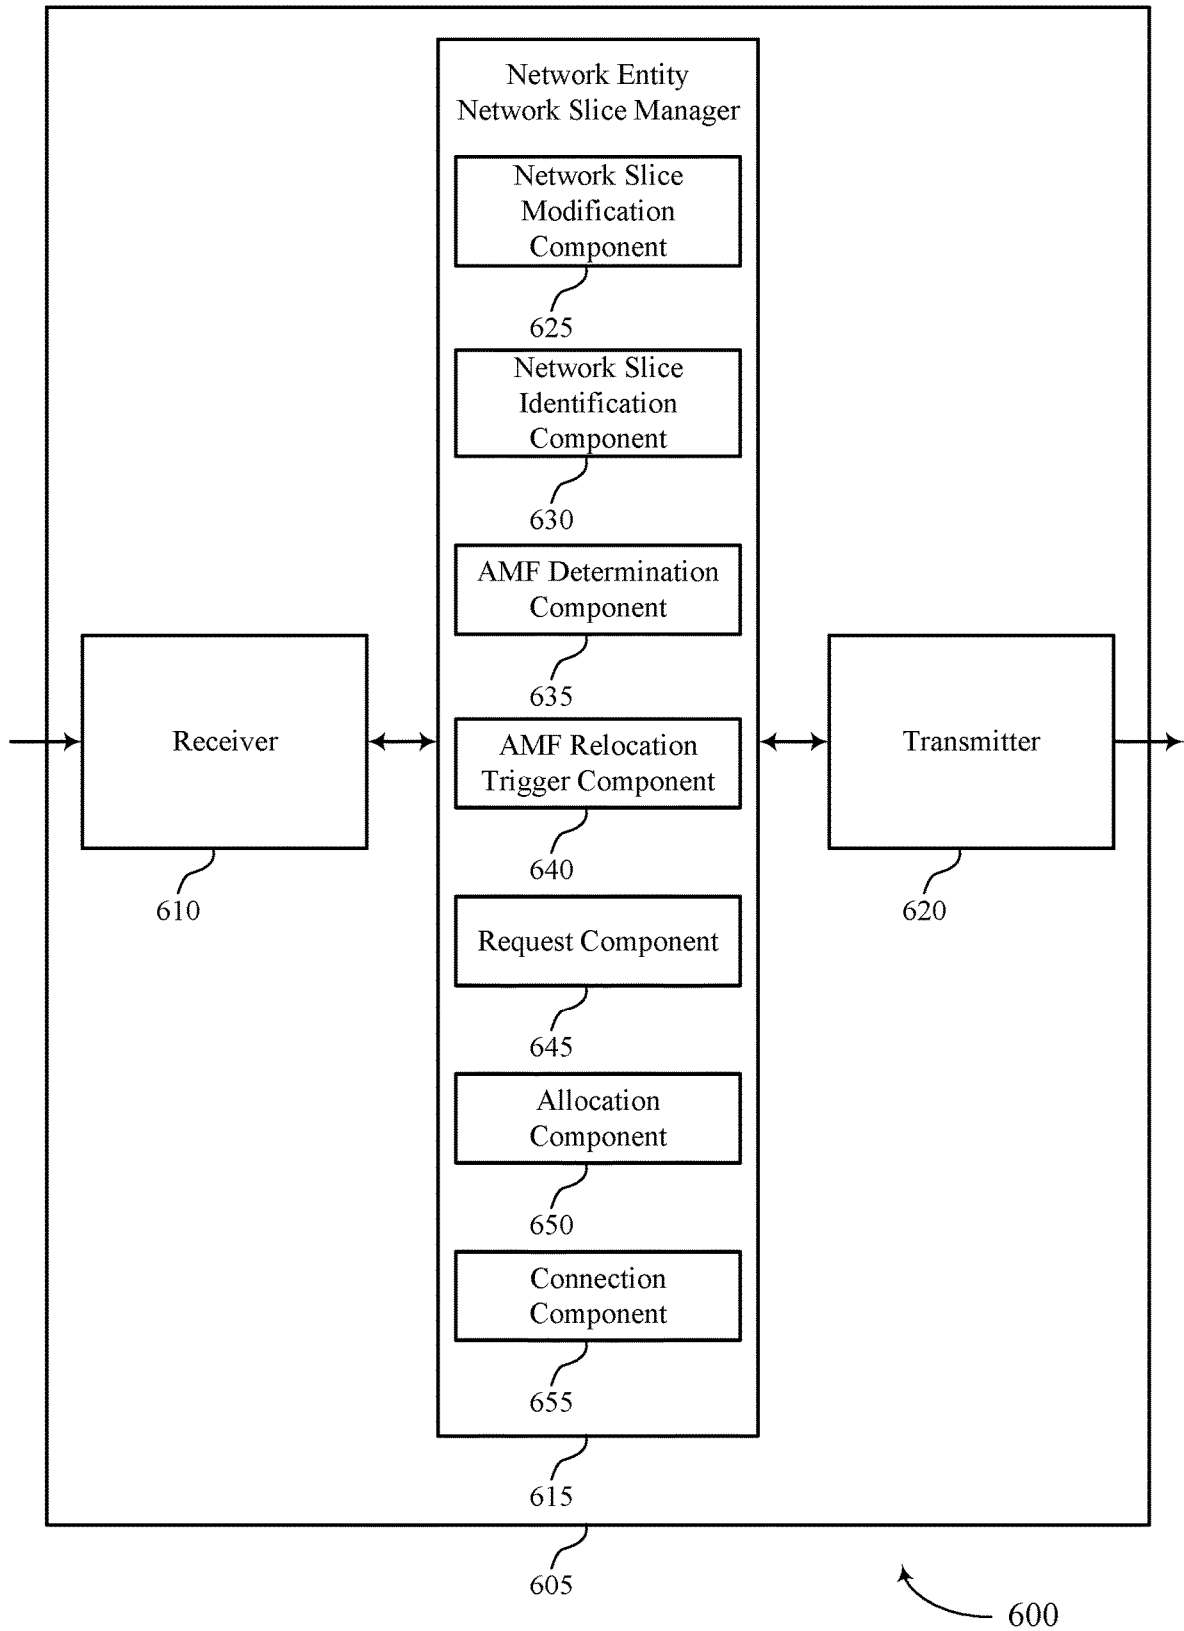 Network Entity
Network Slice Manager
Network Slice
Modification
Component
625
Network Slice
Identification
Component
630
AMF Determination
Component
635
Receiver
610
AMF Relocation
Trigger Component
640
Transmitter
620
Request Component
645
Allocation
Component
650
Connection
Component
655
615
605
600